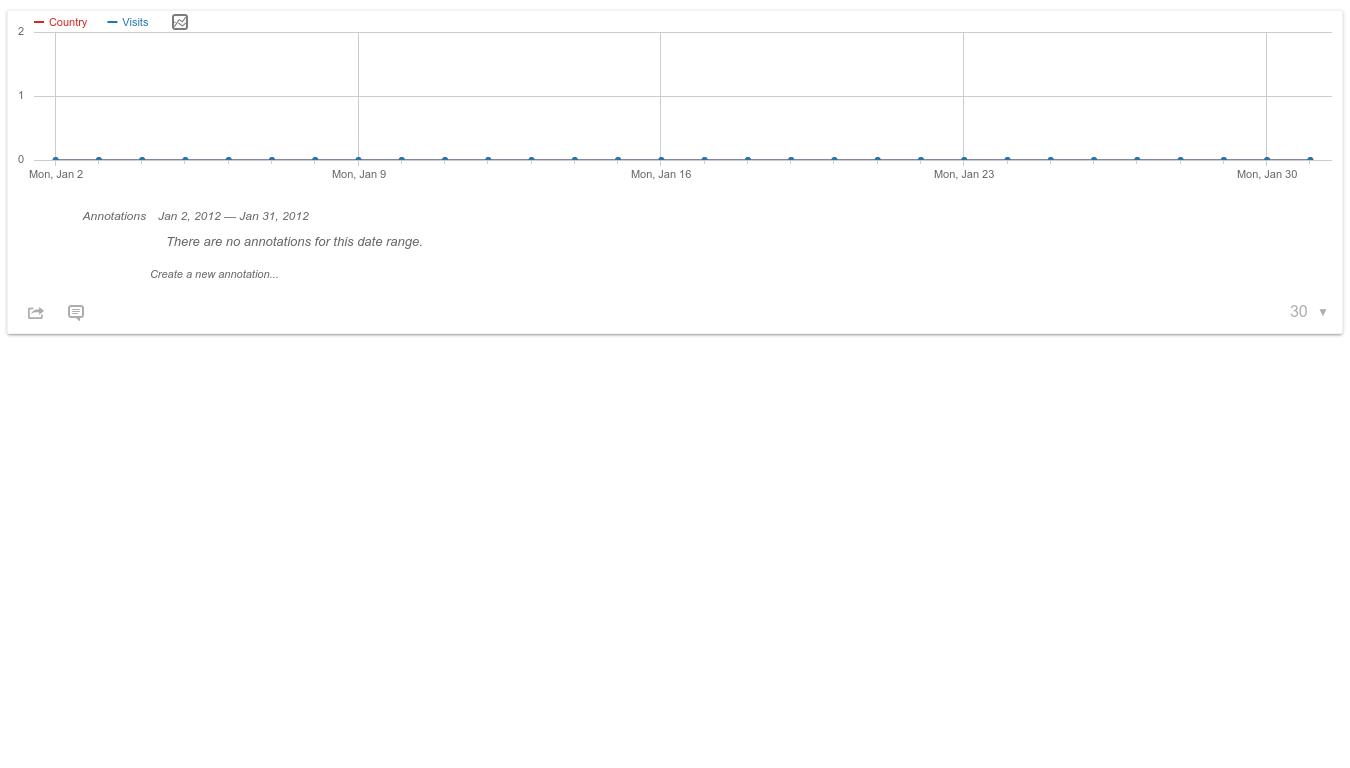 Country Visits
2
1
0
Mon, Jan 2 Mon, Jan 9 Mon, Jan 16 Mon, Jan 23 Mon, Jan 30
Annotations Jan 2, 2012 — Jan 31, 2012
There are no annotations for this date range.
Create a new annotation...
30 ▼